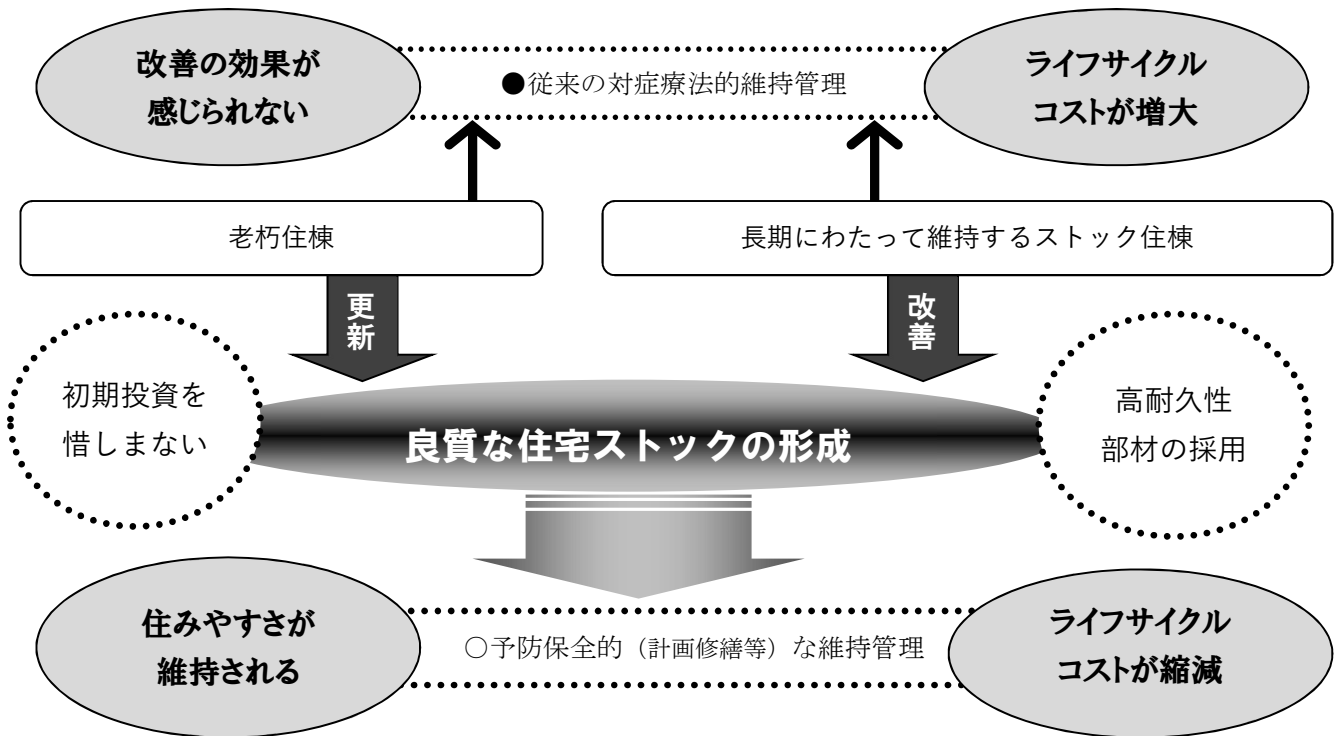 改善の効果が
感じられない
●従来の対症療法的維持管理
ライフサイクル
コストが増大
老朽住棟
長期にわたって維持するストック住棟
更新
改善
初期投資を
惜しまない
良質な住宅ストックの形成
高耐久性
部材の採用
住みやすさが
維持される
○予防保全的（計画修繕等）な維持管理
ライフサイクル
コストが縮減